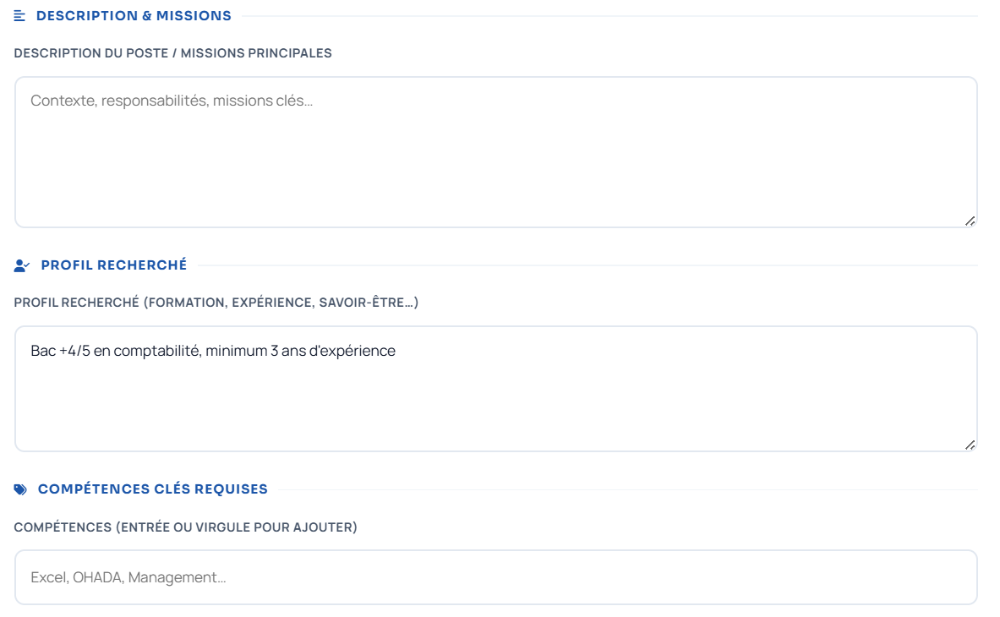 DESCRIPTION & MISSIONS
DESCRIPTION DU POSTE / MISSIONS PRINCIPALES
Contexte, responsabilités, missions clés...
PROFIL RECHERCHÉ
PROFIL RECHERCHÉ (FORMATION, EXPÉRIENCE, SAVOIR-ÊTRE...)
Bac +4/5 en comptabilité, minimum 3 ans d'expérience
COMPÉTENCES CLÉS REQUISES
COMPÉTENCES (ENTRÉE OU VIRGULE POUR AJOUTER)
Excel, OHADA, Management...